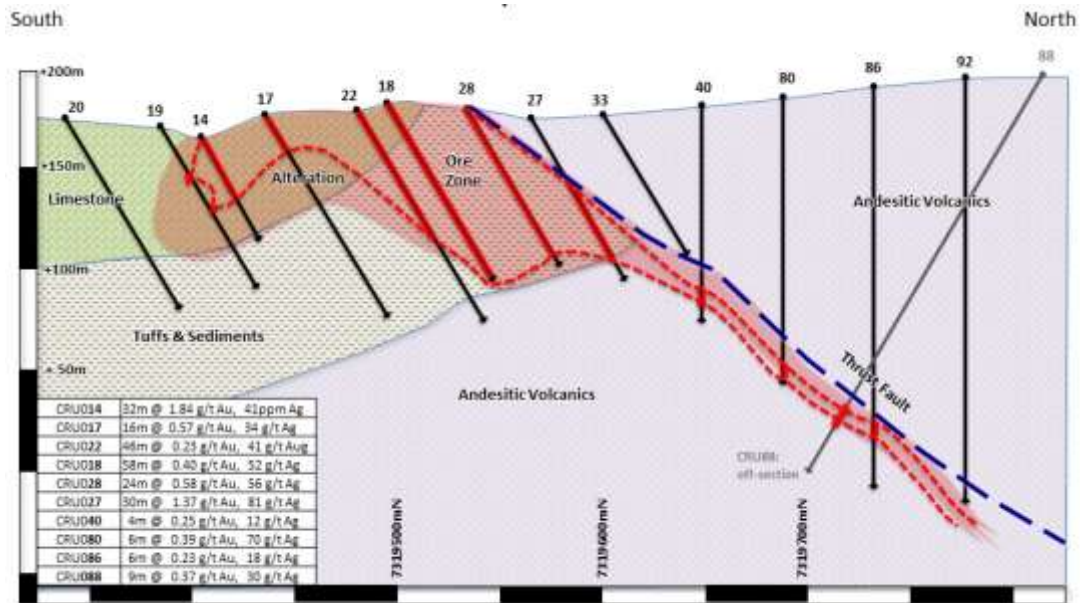 South
North
88
+200m
20
19
14
17
22
18
28
27
33
40
80
86
92
+150m
Ore
Zone
Alteration
Limestone
Andesitic Volcanics
+100m
Tuffs & Sediments
+ 50m
Thrust Fault
Andesitic Volcanics
CRU88:
off-section
7319500mN
7319600mN
7319700mN
CRU014 32m @ 1.84 g/t Au, 41ppm Ag
CRU017 16m @ 0.57 g/t Au, 34 g/t Ag
CRU022 46m @ 0.23 g/t Au, 41 g/t Aug
CRU018 58m @ 0.40 g/t Au, 52 g/t Ag
CRU028 24m @ 0.58 g/t Au, 56 g/t Ag
CRU027 30m @ 1.37 g/t Au, 81 g/t Ag
CRU040 4m @ 0.25 g/t Au, 12 g/t Ag
CRU080 6m @ 0.39 g/t Au, 70 g/t Ag
CRU086 6m @ 0.23 g/t Au, 18 g/t Ag
CRU088 9m @ 0.37 g/t Au, 30 g/t Ag